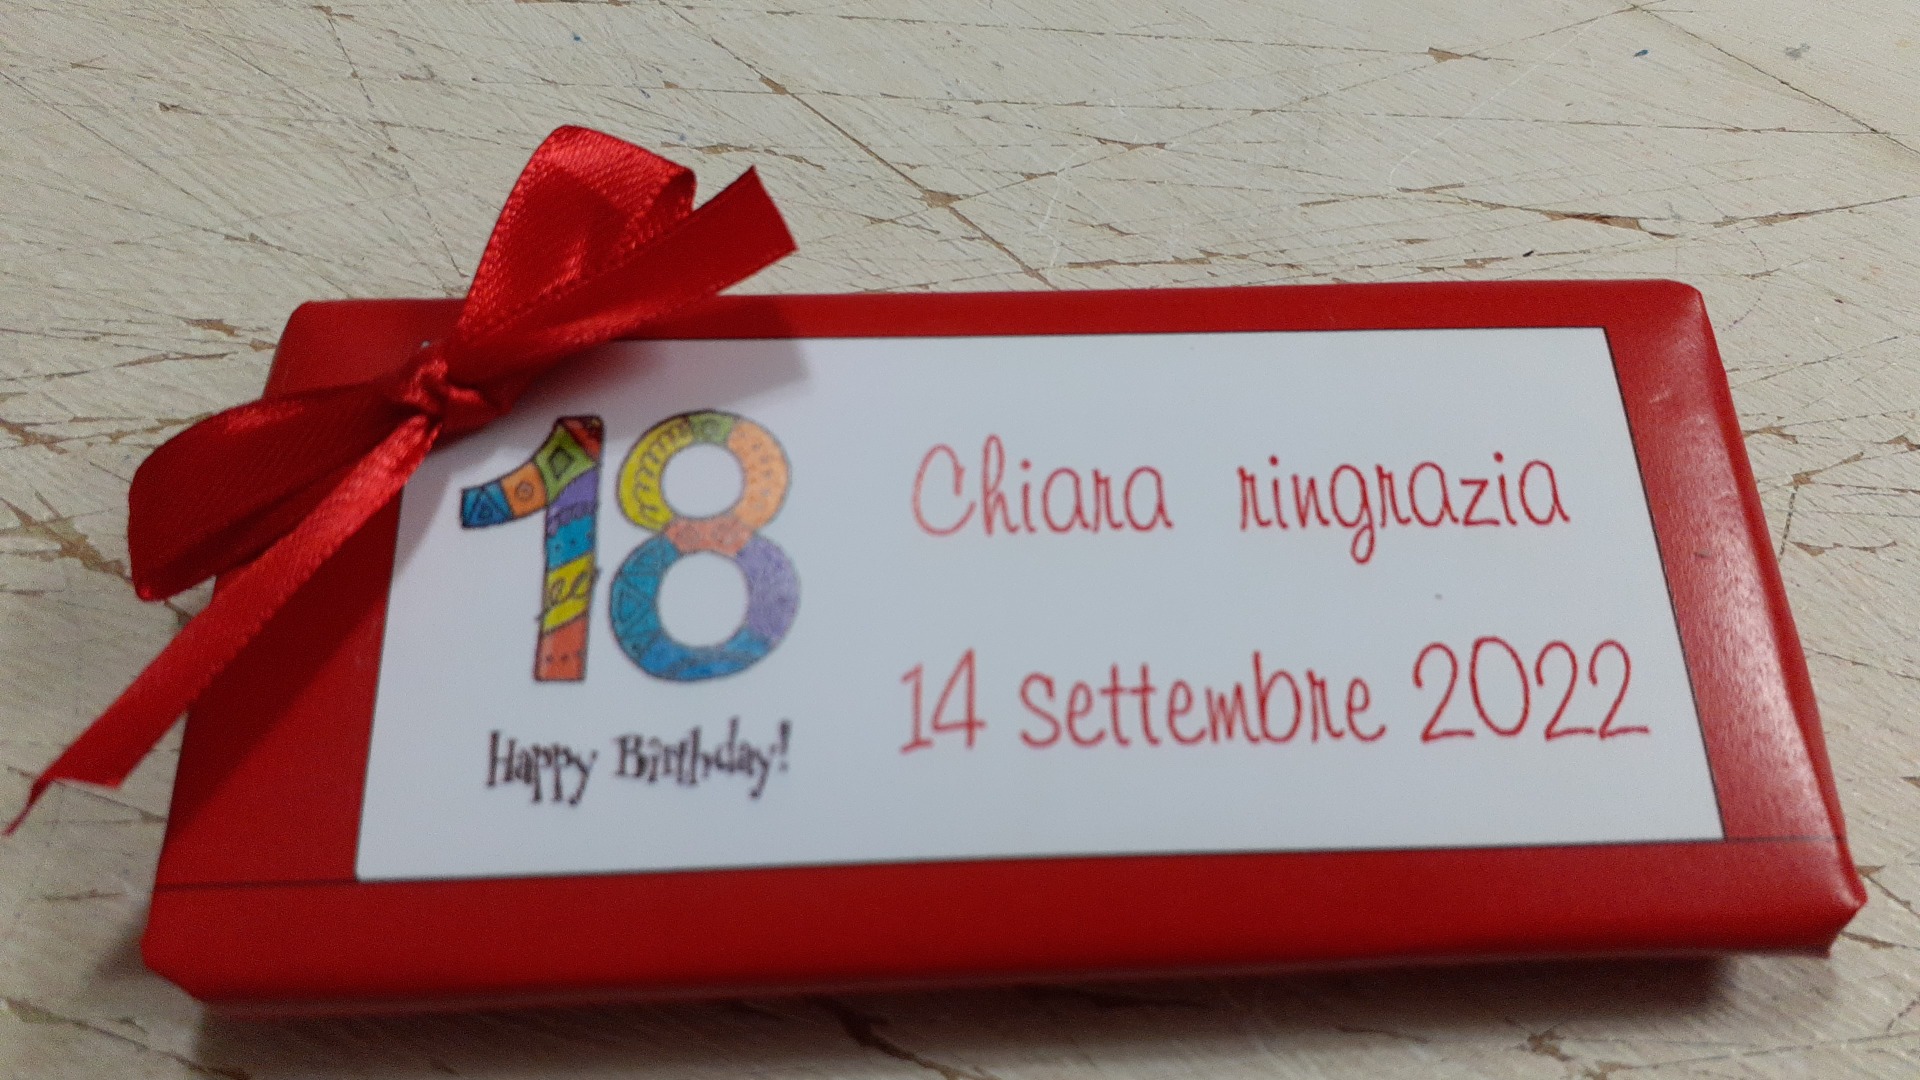 18
Happy Birthday!
Chiara ringrazia
14 settembre 2022